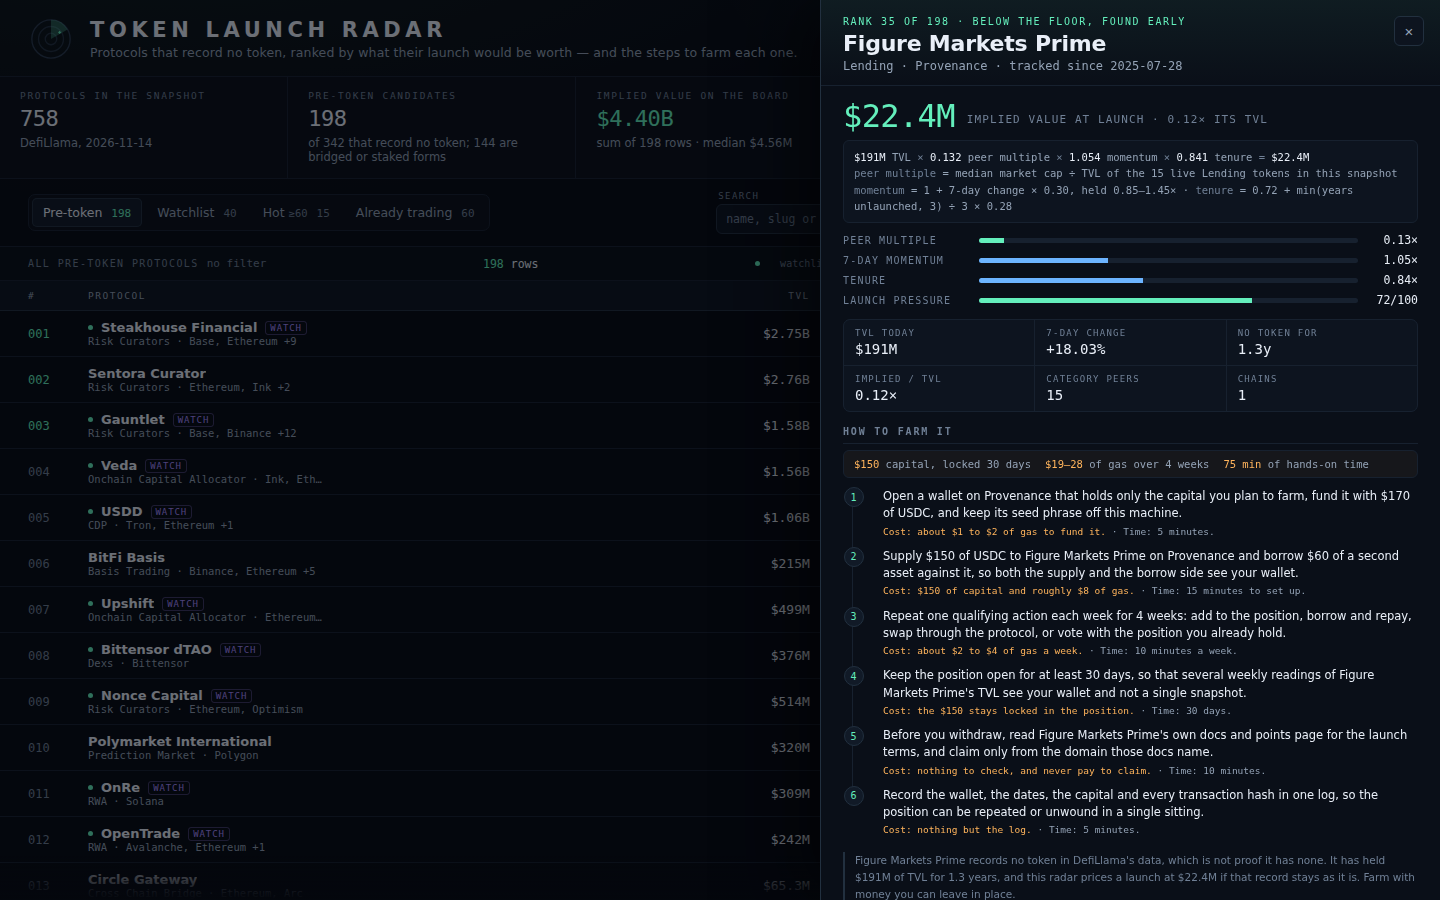 TOKEN LAUNCH RADAR
Protocols that record no token, ranked by what their launch would be worth — and the steps to farm each one.
PROTOCOLS IN THE SNAPSHOT
758
DefiLlama, 2026-11-14
PRE-TOKEN CANDIDATES
198
of 342 that record no token; 144 are
bridged or staked forms
IMPLIED VALUE ON THE BOARD
$4.40B
sum of 198 rows · median $4.56M
Pre-token 198 Watchlist 40 Hot ≥60 15 Already trading 60
SEARCH
name, slug or
ALL PRE-TOKEN PROTOCOLS no filter 198 rows
# PROTOCOL TVL
001 Steakhouse Financial WATCH $2.75B
Risk Curators · Base, Ethereum +9
002 Sentora Curator $2.76B
Risk Curators · Ethereum, Ink +2
003 Gauntlet WATCH $1.58B
Risk Curators · Base, Binance +12
004 Veda WATCH $1.56B
Onchain Capital Allocator · Ink, Eth…
005 USDD WATCH $1.06B
CDP · Tron, Ethereum +1
006 BitFi Basis $215M
Basis Trading · Binance, Ethereum +5
007 Upshift WATCH $499M
Onchain Capital Allocator · Ethereum…
008 Bittensor dTAO WATCH $376M
Dexs · Bittensor
009 Nonce Capital WATCH $514M
Risk Curators · Ethereum, Optimism
010 Polymarket International $320M
Prediction Market · Polygon
011 OnRe WATCH $309M
RWA · Solana
012 OpenTrade WATCH $242M
RWA · Avalanche, Ethereum +1
013 Circle Gateway $65.3M
RANK 35 OF 198 · BELOW THE FLOOR, FOUND EARLY
Figure Markets Prime
Lending · Provenance · tracked since 2025-07-28
×
$22.4M IMPLIED VALUE AT LAUNCH · 0.12× ITS TVL
$191M TVL × 0.132 peer multiple × 1.054 momentum × 0.841 tenure = $22.4M
peer multiple = median market cap ÷ TVL of the 15 live Lending tokens in this snapshot
momentum = 1 + 7-day change × 0.30, held 0.85–1.45× · tenure = 0.72 + min(years
unlaunched, 3) ÷ 3 × 0.28
PEER MULTIPLE 0.13×
7-DAY MOMENTUM 1.05×
TENURE 0.84×
LAUNCH PRESSURE 72/100
TVL TODAY
$191M
7-DAY CHANGE
+18.03%
NO TOKEN FOR
1.3y
IMPLIED / TVL
0.12×
CATEGORY PEERS
15
CHAINS
1
HOW TO FARM IT
$150 capital, locked 30 days $19–28 of gas over 4 weeks 75 min of hands-on time
1 Open a wallet on Provenance that holds only the capital you plan to farm, fund it with $170
of USDC, and keep its seed phrase off this machine.
Cost: about $1 to $2 of gas to fund it. · Time: 5 minutes.
2 Supply $150 of USDC to Figure Markets Prime on Provenance and borrow $60 of a second
asset against it, so both the supply and the borrow side see your wallet.
Cost: $150 of capital and roughly $8 of gas. · Time: 15 minutes to set up.
3 Repeat one qualifying action each week for 4 weeks: add to the position, borrow and repay,
swap through the protocol, or vote with the position you already hold.
Cost: about $2 to $4 of gas a week. · Time: 10 minutes a week.
4 Keep the position open for at least 30 days, so that several weekly readings of Figure
Markets Prime's TVL see your wallet and not a single snapshot.
Cost: the $150 stays locked in the position. · Time: 30 days.
5 Before you withdraw, read Figure Markets Prime's own docs and points page for the launch
terms, and claim only from the domain those docs name.
Cost: nothing to check, and never pay to claim. · Time: 10 minutes.
6 Record the wallet, the dates, the capital and every transaction hash in one log, so the
position can be repeated or unwound in a single sitting.
Cost: nothing but the log. · Time: 5 minutes.
Figure Markets Prime records no token in DefiLlama's data, which is not proof it has none. It has held
$191M of TVL for 1.3 years, and this radar prices a launch at $22.4M if that record stays as it is. Farm with
money you can leave in place.